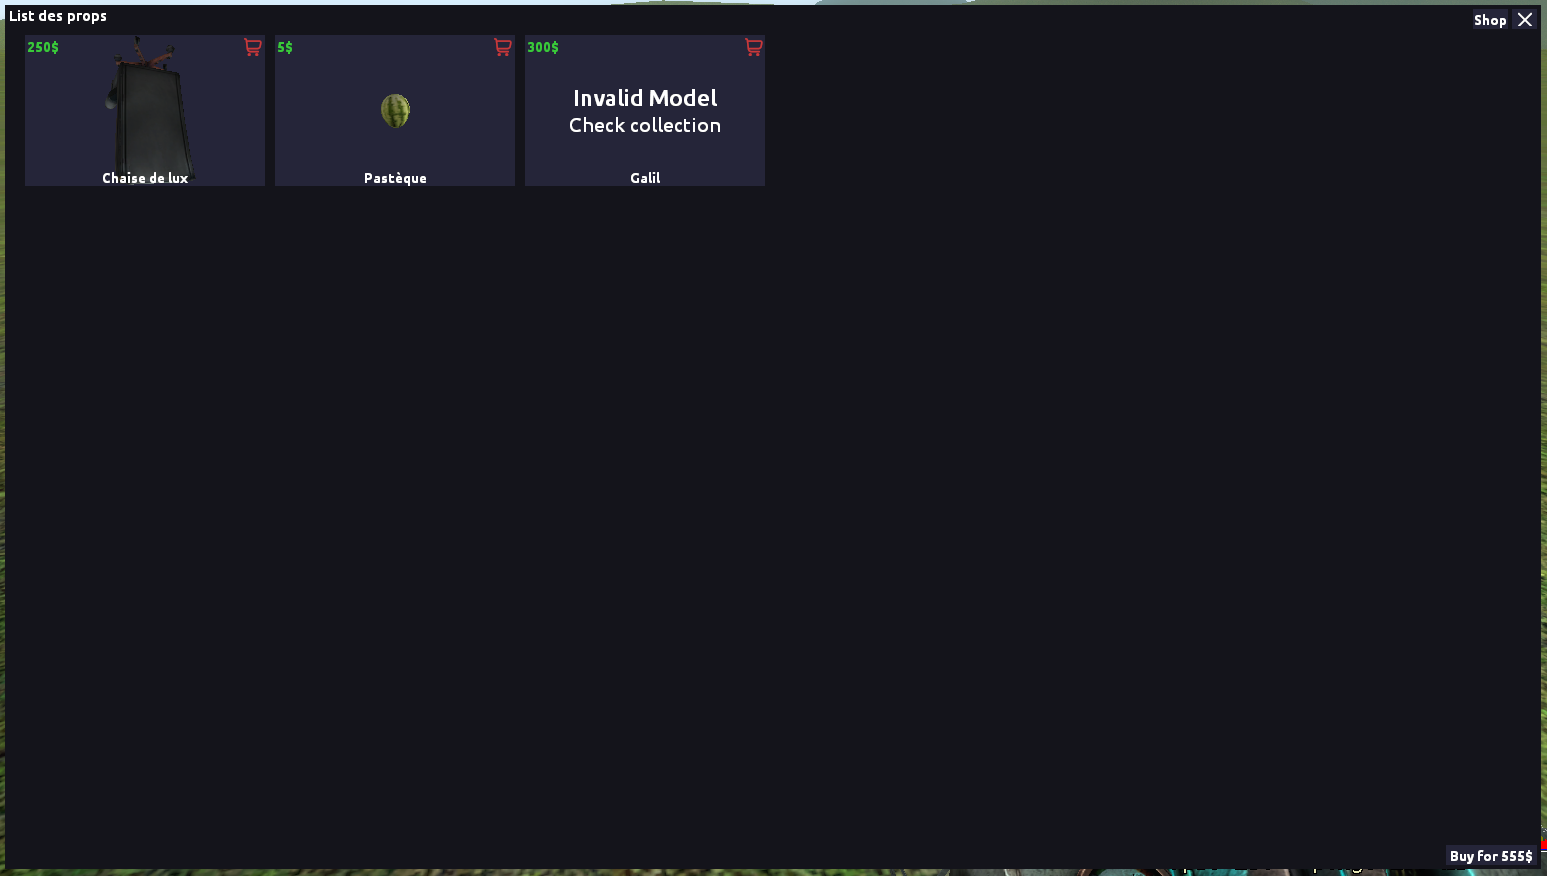 List des props
Shop
250$
5$
300$
Invalid Model
Check collection
Chaise de lux
Pastèque
Galil
Buy for 555$